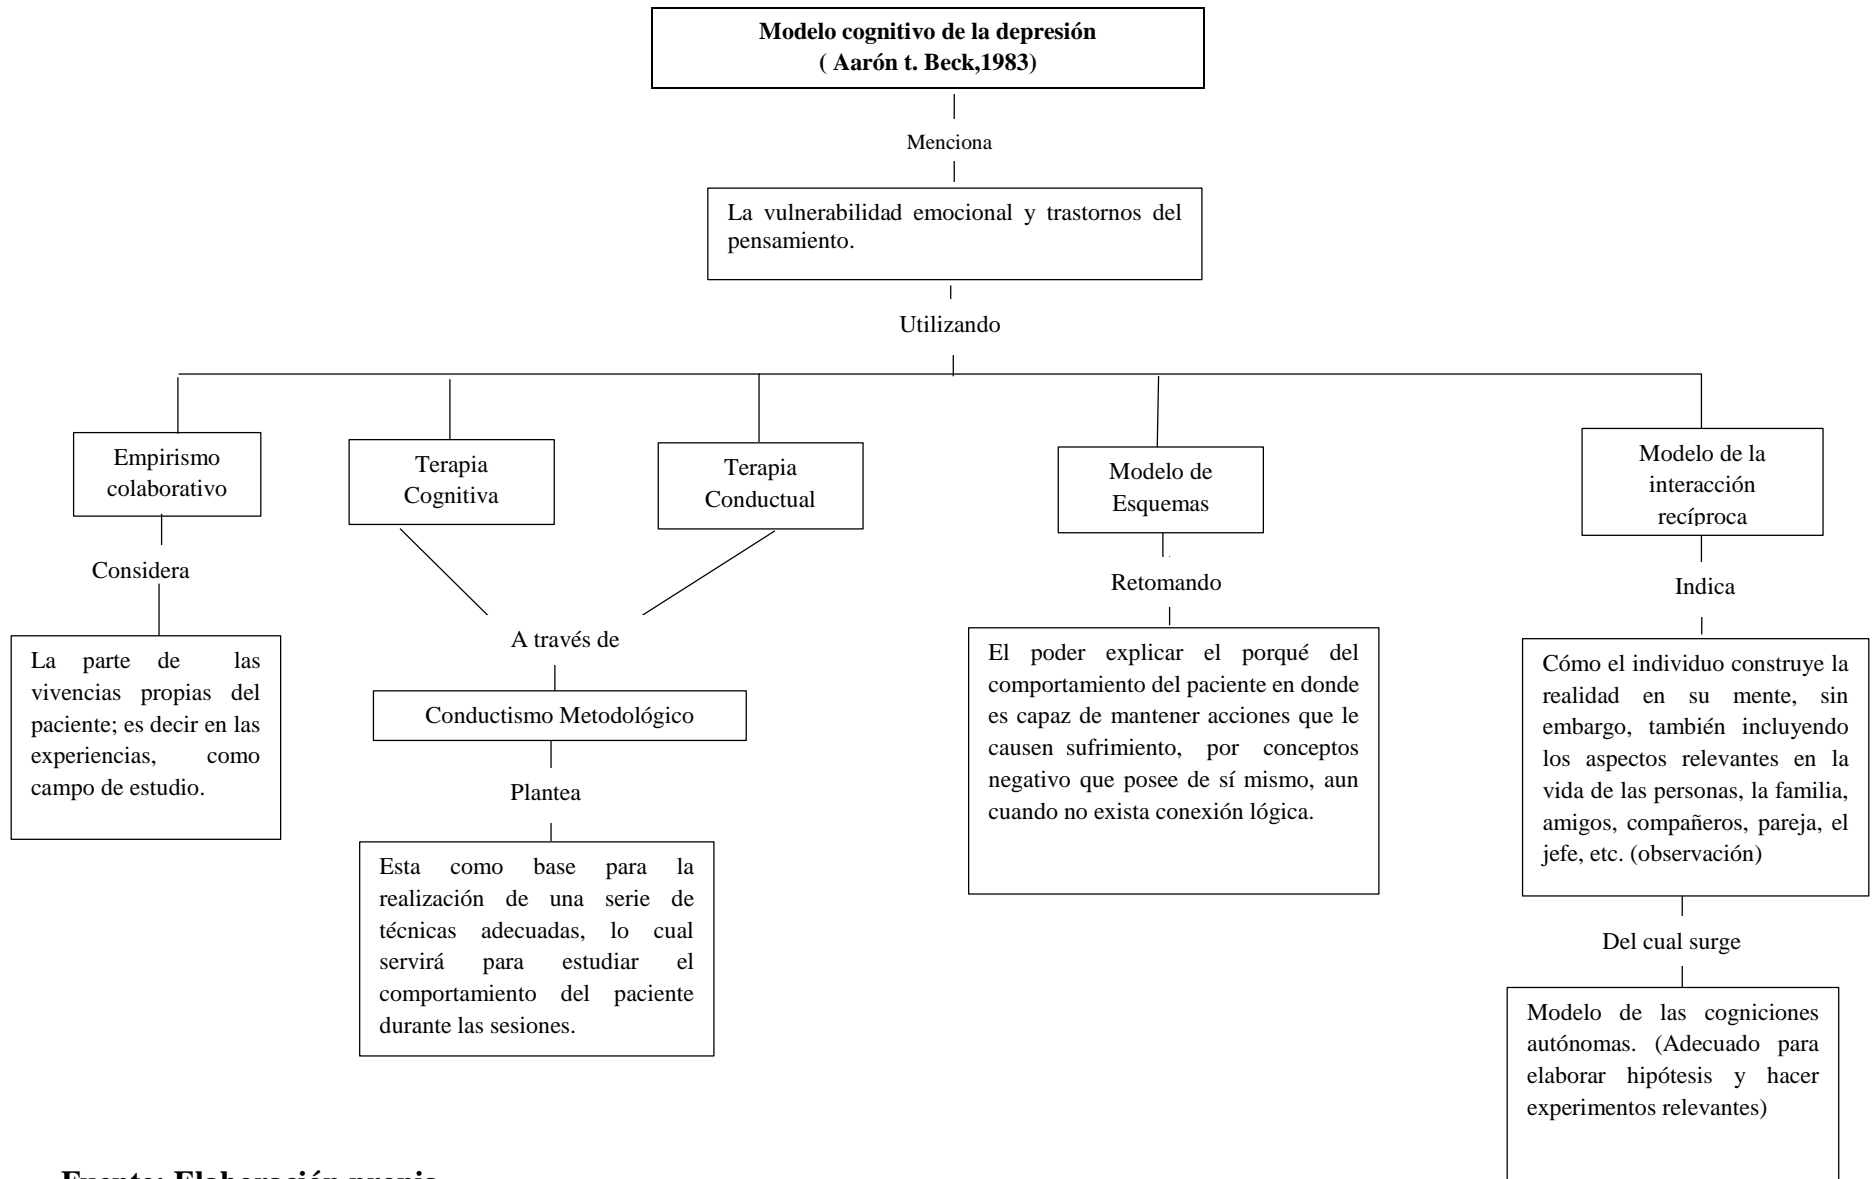 Modelo cognitivo de la depresión
( Aarón t. Beck,1983)
Menciona
La vulnerabilidad emocional y trastornos del
pensamiento.
Utilizando
Empirismo
colaborativo
Terapia
Cognitiva
Terapia
Conductual
Modelo de
Esquemas
Modelo de la
interacción
recíproca
Considera
La parte de las
vivencias propias del
paciente; es decir en las
experiencias, como
campo de estudio.
A través de
Conductismo Metodológico
Plantea
Esta como base para la
realización de una serie de
técnicas adecuadas, lo cual
servirá para estudiar el
comportamiento del paciente
durante las sesiones.
Retomando
El poder explicar el porqué del
comportamiento del paciente en donde
es capaz de mantener acciones que le
causen sufrimiento, por conceptos
negativo que posee de sí mismo, aun
cuando no exista conexión lógica.
Indica
Cómo el individuo construye la
realidad en su mente, sin
embargo, también incluyendo
los aspectos relevantes en la
vida de las personas, la familia,
amigos, compañeros, pareja, el
jefe, etc. (observación)
Del cual surge
Modelo de las cogniciones
autónomas. (Adecuado para
elaborar hipótesis y hacer
experimentos relevantes)
Fuente: Elaboración propia